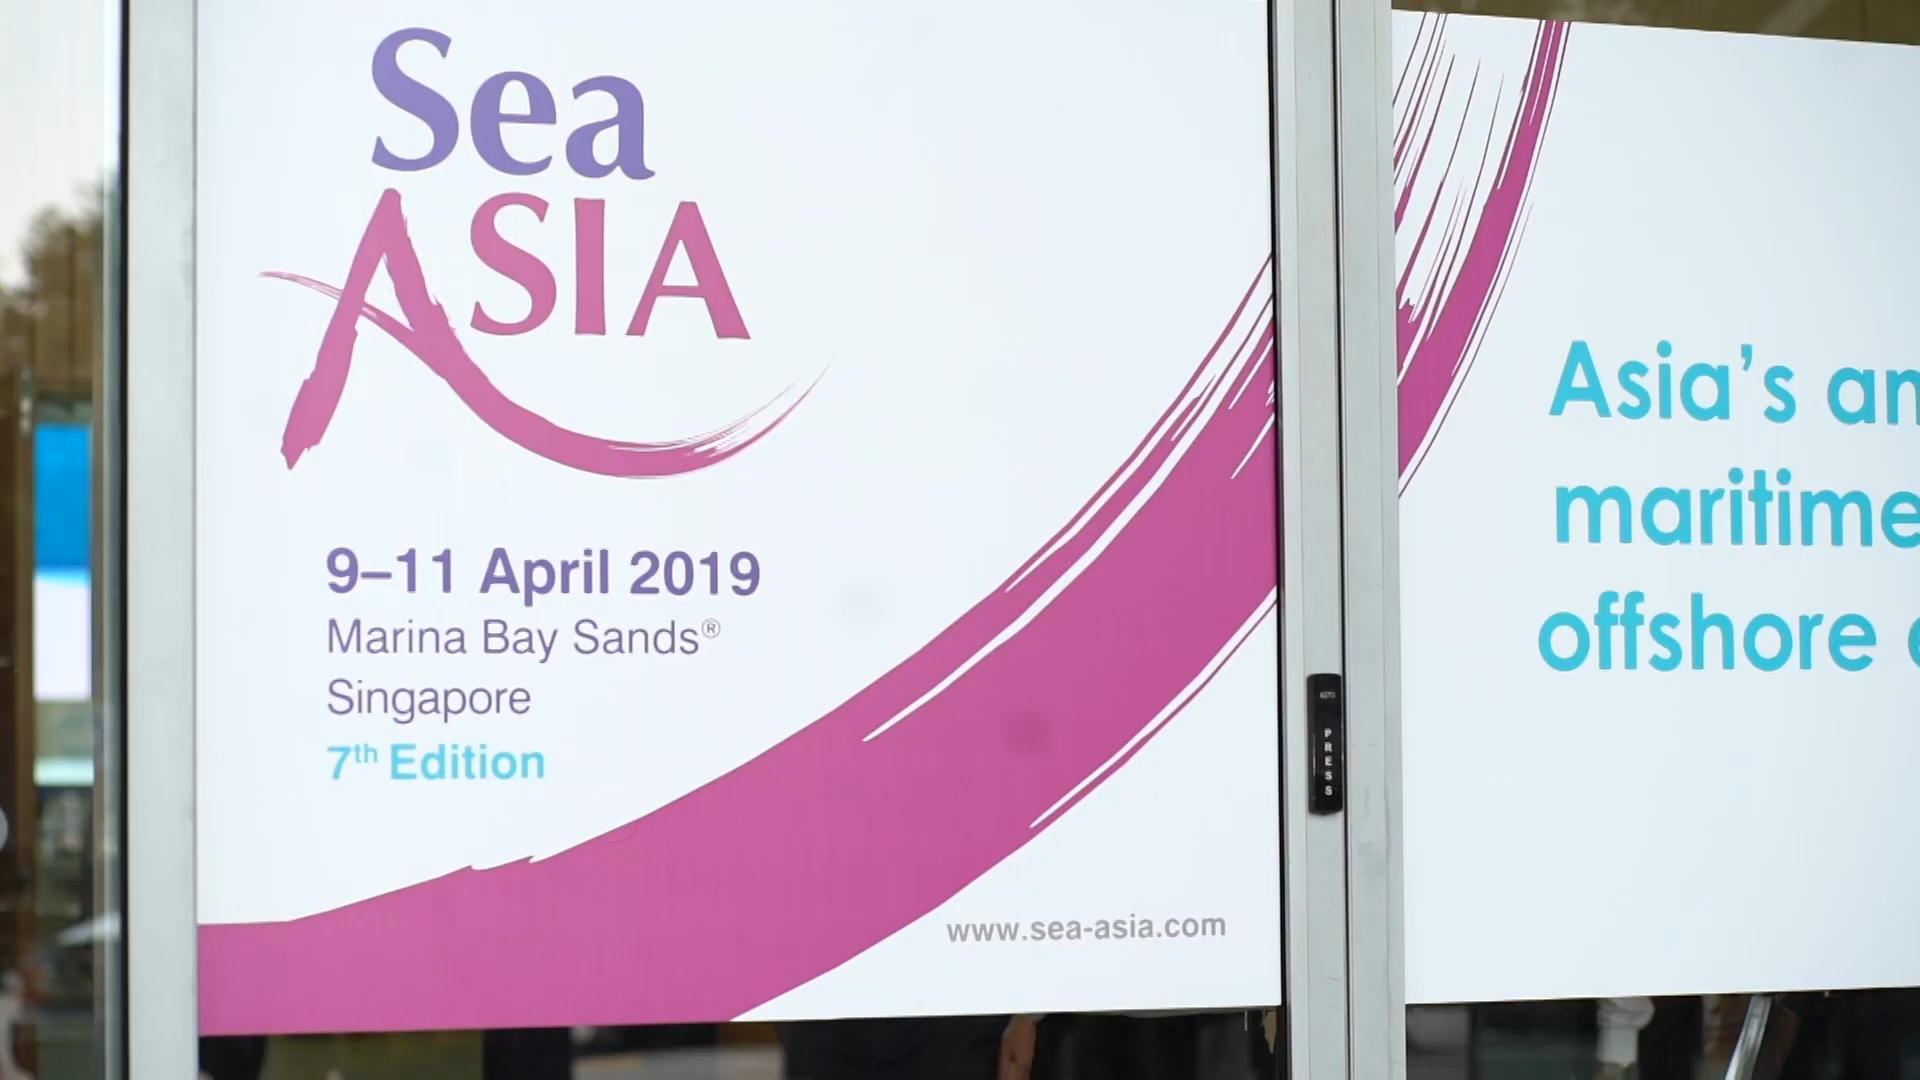 Sea
ASIA
9–11 April 2019
Marina Bay Sands®
Singapore
7th Edition
www.sea-asia.com
Asia's
maritime
offshore
AUTO
PRESS